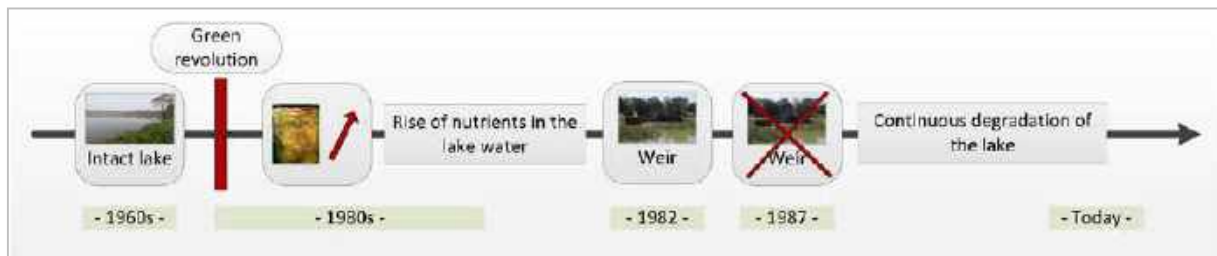 Green
revolution
Intact lake
Rise of nutrients in the
lake water
Weir
Weir
Continuous degradation of
the lake
- 1960s -
- 1980s -
- 1982 -
- 1987 -
- Today -